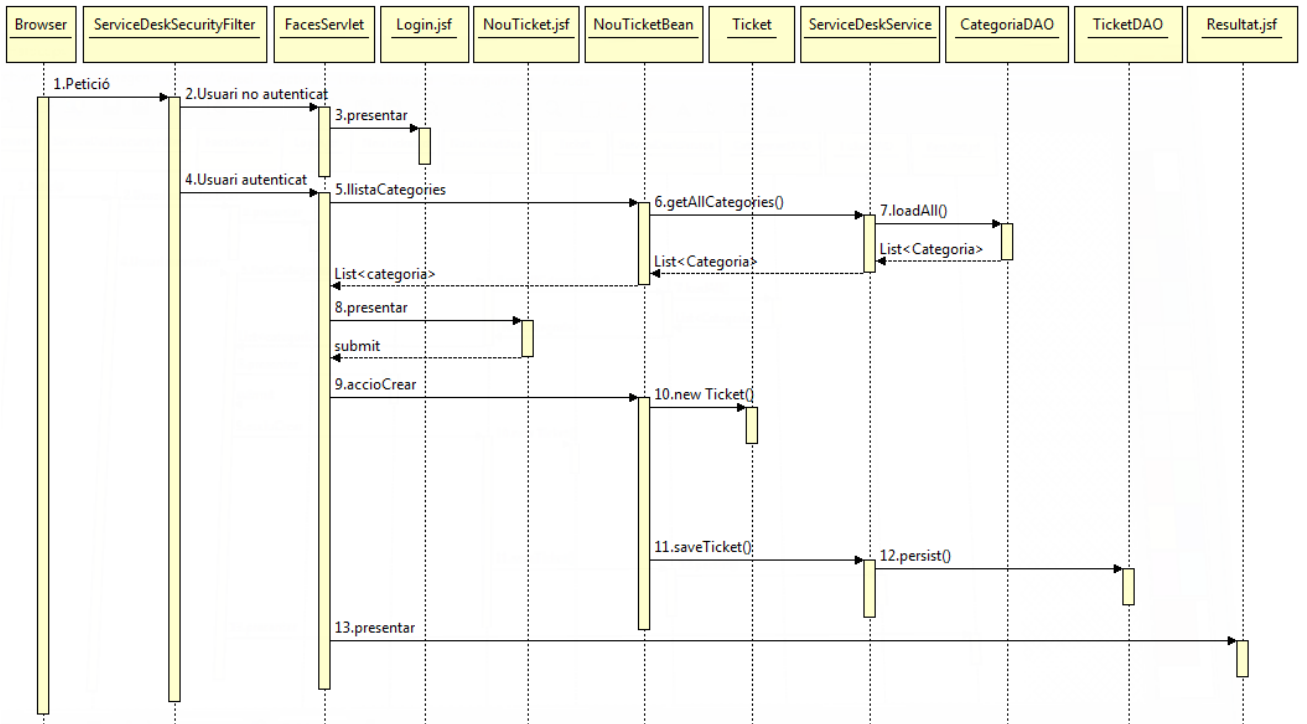 Browser
ServiceDeskSecurityFilter
FacesServlet
Login.jsf
NouTicket.jsf
NouTicketBean
Ticket
ServiceDeskService
CategoriaDAO
TicketDAO
Resultat.jsf
1.Petició
2.Usuari no autenticat
3.presentar
4.Usuari autenticat
5.llistaCategories
6.getAllCategories()
7.loadAll()
List<Categoria>
List<Categoria>
List<categoria>
8.presentar
submit
9.accioCrear
10.new Ticket()
11.saveTicket()
12.persist()
13.presentar